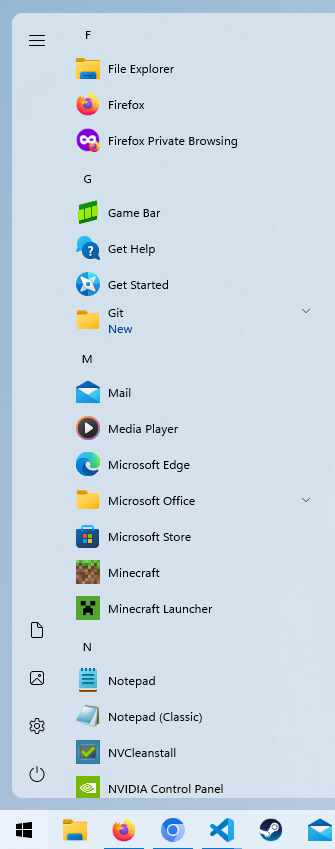 F
File Explorer
Firefox
Firefox Private Browsing
G
Game Bar
Get Help
Get Started
Git
New
M
Mail
Media Player
Microsoft Edge
Microsoft Office
Microsoft Store
Minecraft
Minecraft Launcher
N
Notepad
Notepad (Classic)
NVCleanstall
NVIDIA Control Panel